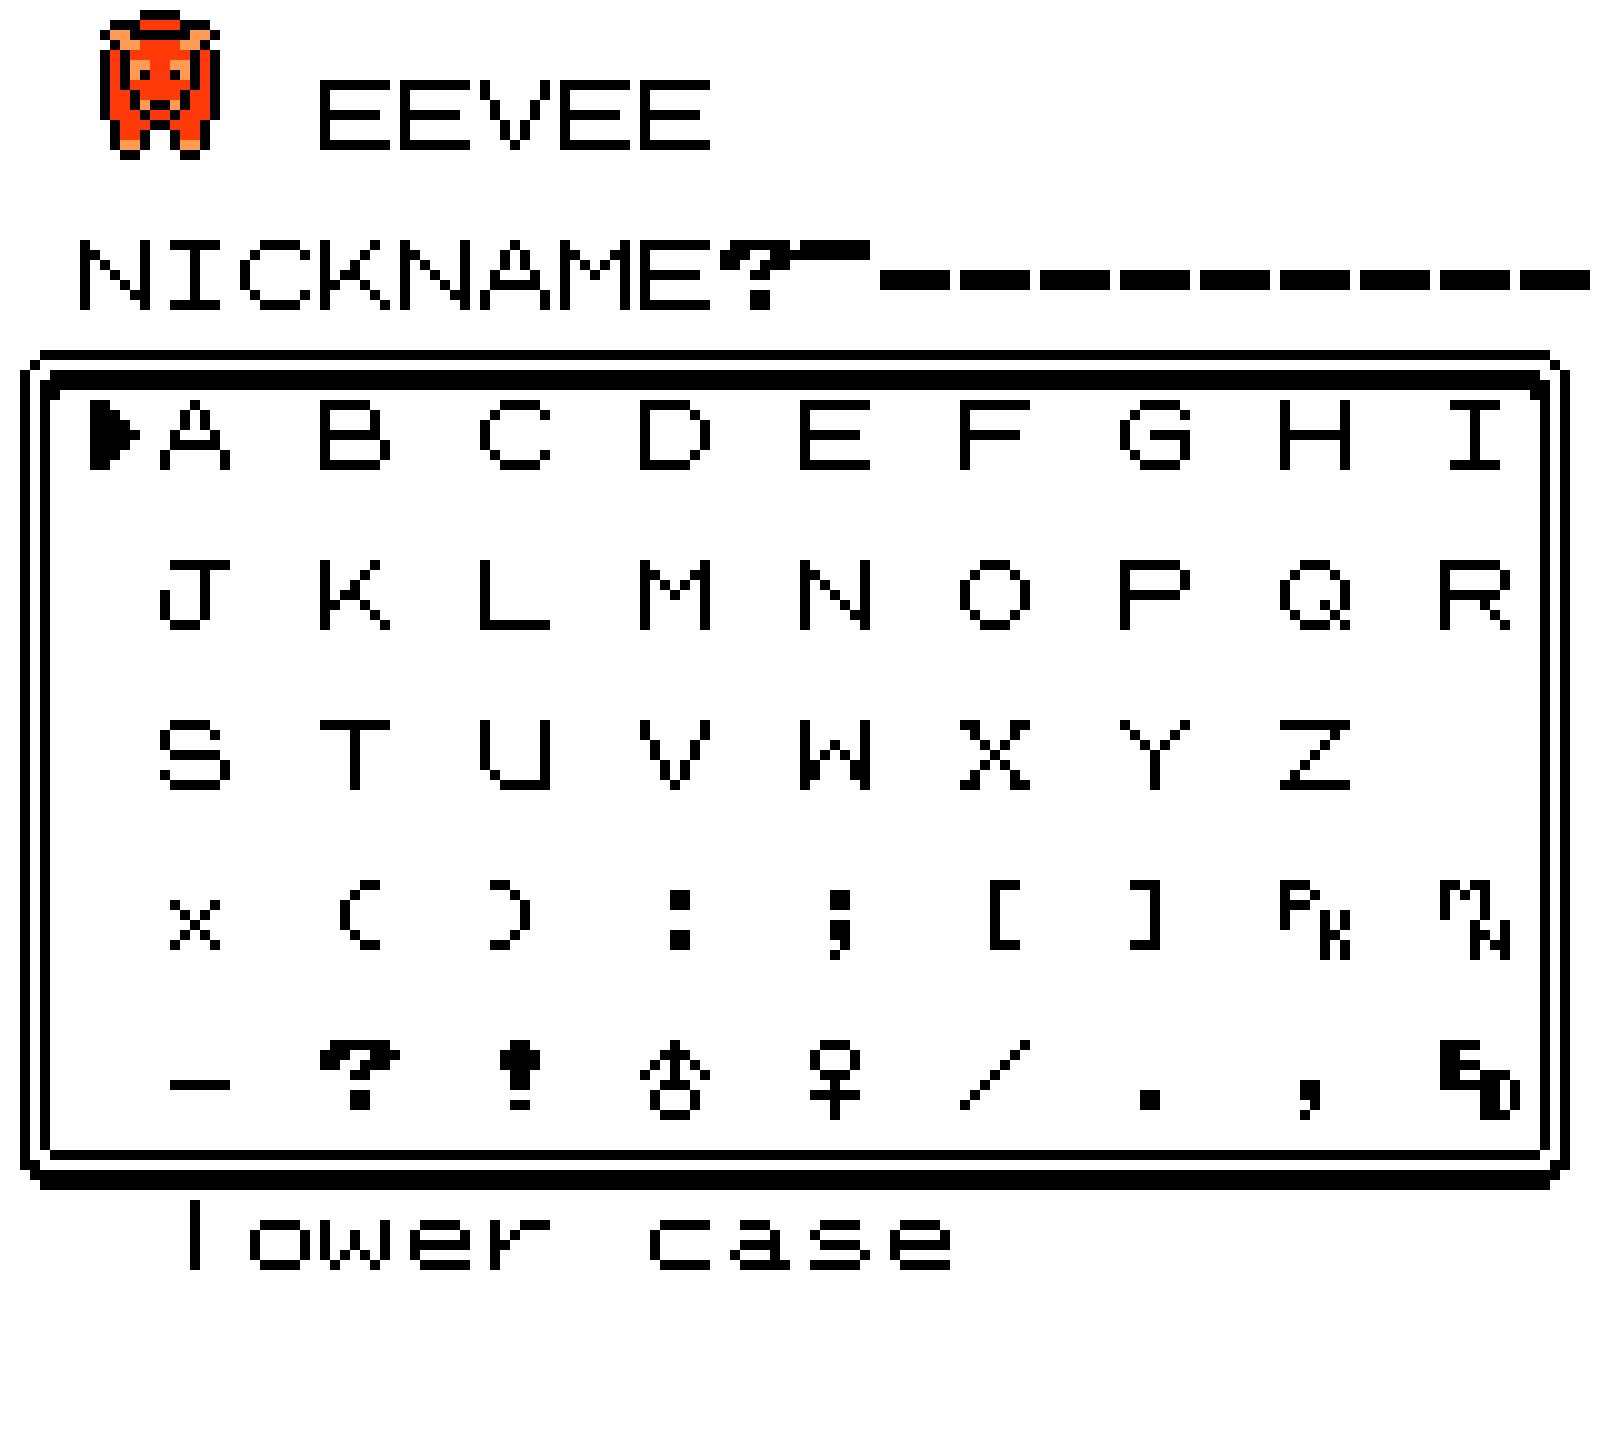 EEVEE
NICKNAME?
A B C D E F G H I
J K L M N O P Q R
S T U V W X Y Z
× ( ) : ; [ ] PK MN
- ? ! ♂ ♀ / . , ED
lower case